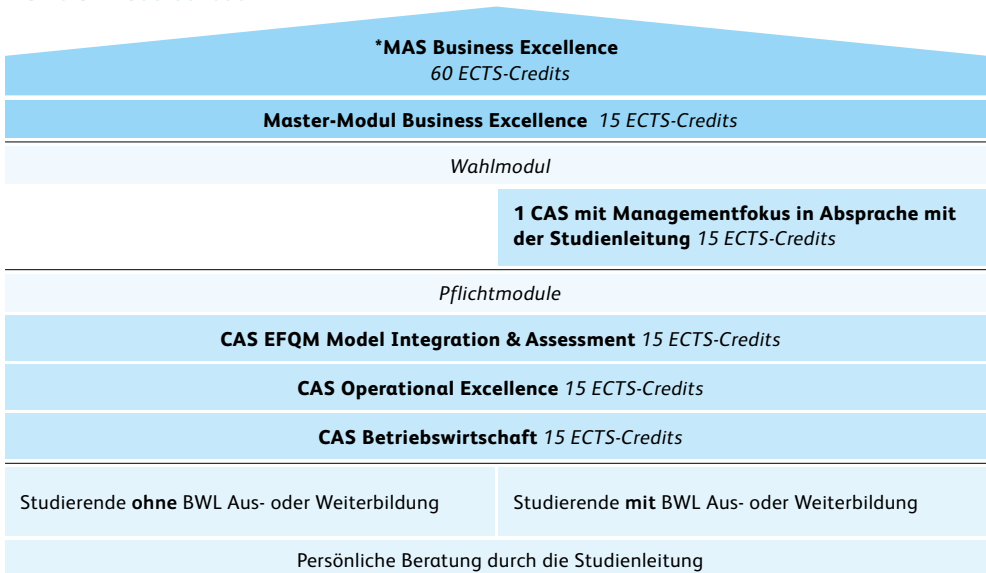 *MAS Business Excellence
60 ECTS-Credits
Master-Modul Business Excellence 15 ECTS-Credits
Wahlmodul
1 CAS mit Managementfokus in Absprache mit
der Studienleitung 15 ECTS-Credits
Pflichtmodule
CAS EFQM Model Integration & Assessment 15 ECTS-Credits
CAS Operational Excellence 15 ECTS-Credits
CAS Betriebswirtschaft 15 ECTS-Credits
Studierende ohne BWL Aus- oder Weiterbildung
Studierende mit BWL Aus- oder Weiterbildung
Persönliche Beratung durch die Studienleitung